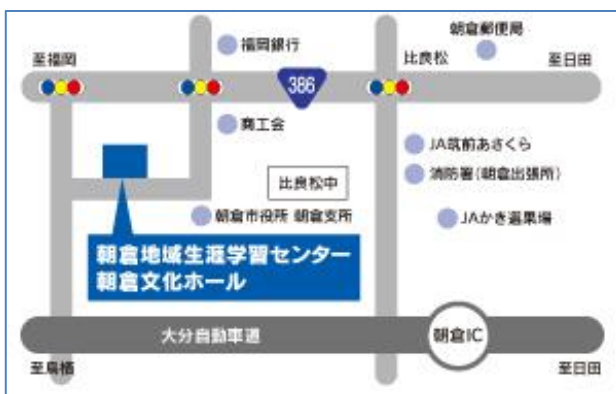 朝倉郵便局
福岡銀行
至福岡
比良松
至日田
386
商工会
JA筑前あさくら
消防署(朝倉出張所)
比良松中
朝倉市役所 朝倉支所
JAかき選果場
朝倉地域生涯学習センター
朝倉文化ホール
大分自動車道
朝倉IC
至鳥栖
至日田